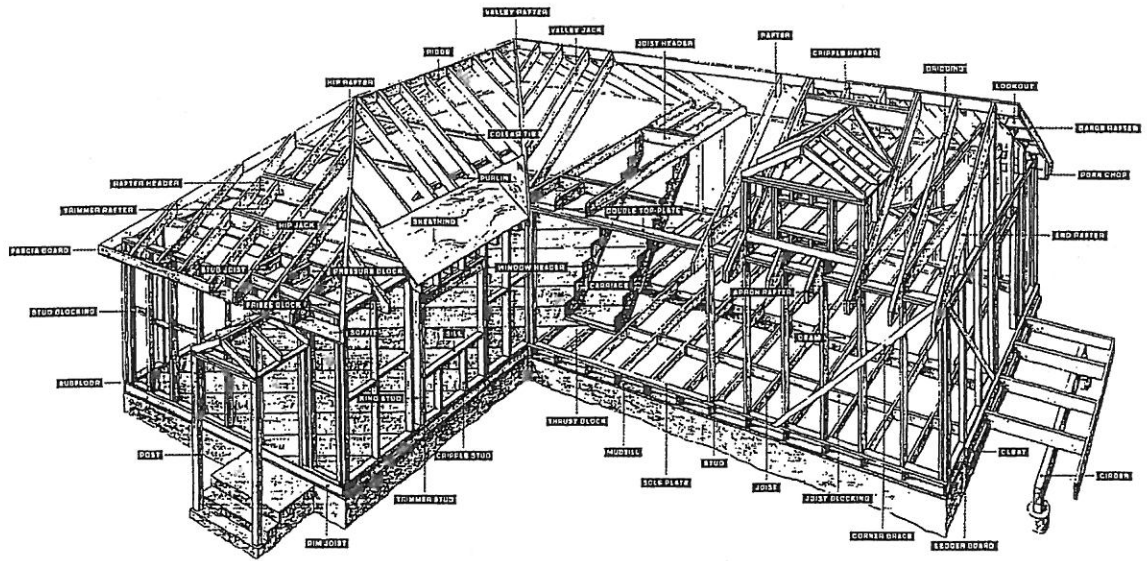 VALLEY RAFTER
VALLEY JACK
JOIST HEADER
RAFTER
CRIPPLE RAFTER
BRIDGING
LOOKOUT
RIDGE
HIP RAFTER
BARGE RAFTER
COLLAR TIE
PORK CHOP
PURLIN
RAFTER HEADER
TRIMMER RAFTER
DOUBLE TOP-PLATE
SHEATHING
HIP JACK
END RAFTER
FASCIA BOARD
STUD JOIST
PRESSURE BLOCK
WINDOW HEADER
CARRIAGE
APRON RAFTER
FRIEZE BLOCK
STUD BLOCKING
SOFFIT
SILL
SUBFLOOR
KING STUD
THRUST BLOCK
MUDSILL
POST
CRIPPLE STUD
CLEAT
STUD
SOLE PLATE
JOIST
GIRDER
TRIMMER STUD
JOIST BLOCKING
CORNER BRACE
RIM JOIST
LEDGER BOARD